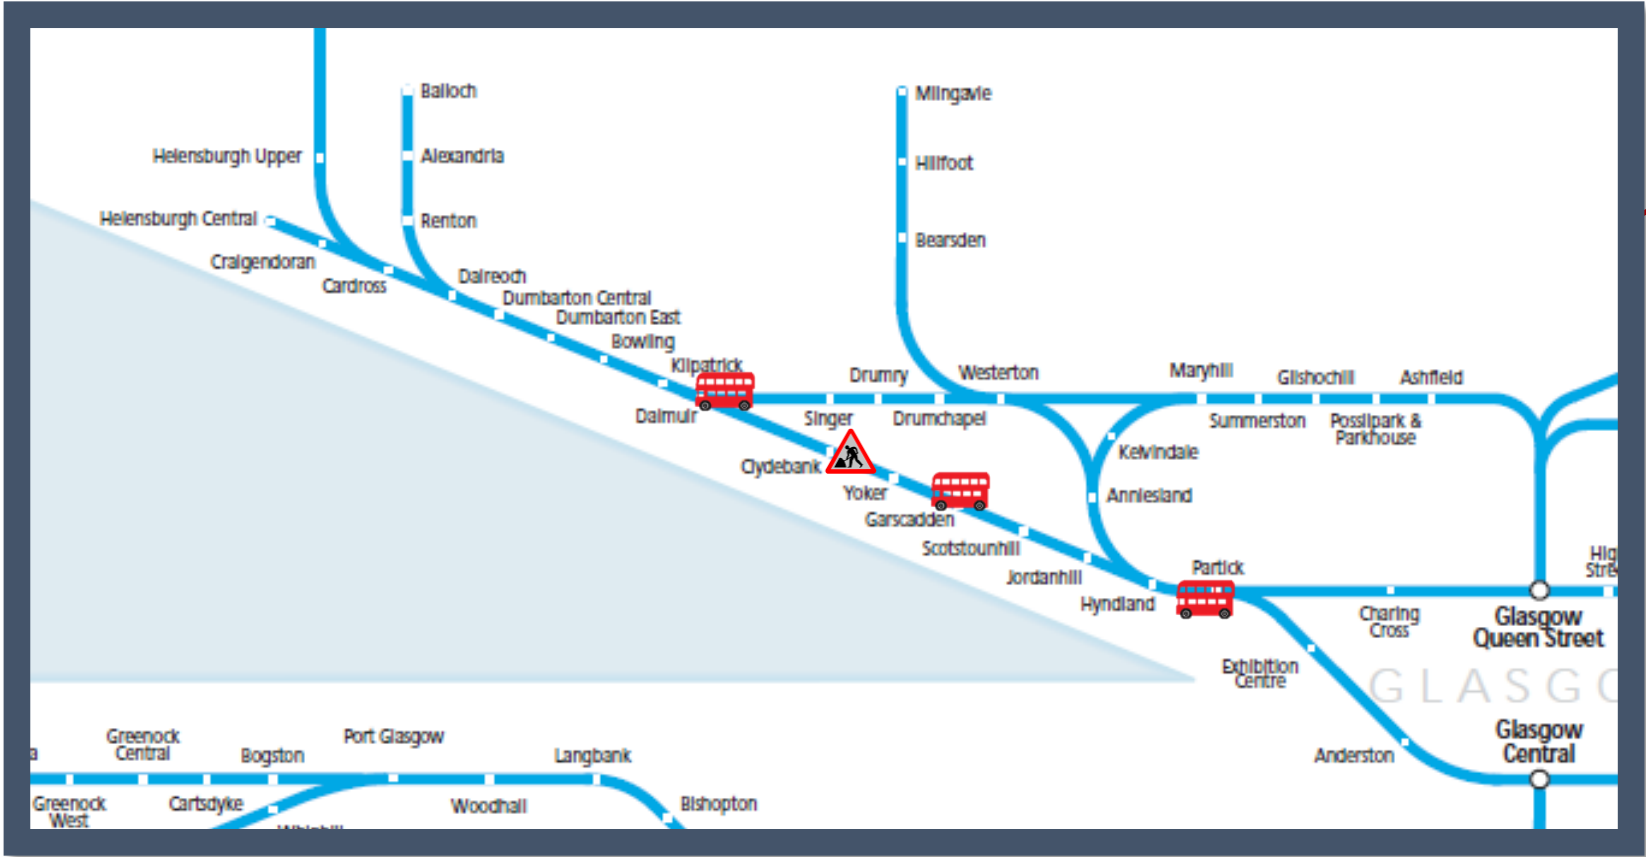 Balloch
Milngavie
Helensburgh Upper
Alexandria
Hillfoot
Helensburgh Central
Renton
Bearsden
Craigendoran
Cardross
Dalreoch
Dumbarton Central
Dumbarton East
Bowling
Kilpatrick
Dalmuir
Drumry
Westerton
Maryhill
Gilshochill
Ashfield
Singer
Drumchapel
Summerston
Possilpark &
Parkhouse
Clydebank
Kelvindale
Yoker
Anniesland
Garscadden
Scotstounhill
Jordanhill
Hyndland
Partick
Hig
Stre
Charing
Cross
Glasgow
Queen Street
Exhibition
Centre
GLASGO
Anderston
Glasgow
Central
a
Greenock
Central
Bogston
Port Glasgow
Langbank
Greenock
West
Cartsdyke
Woodhall
Bishopton